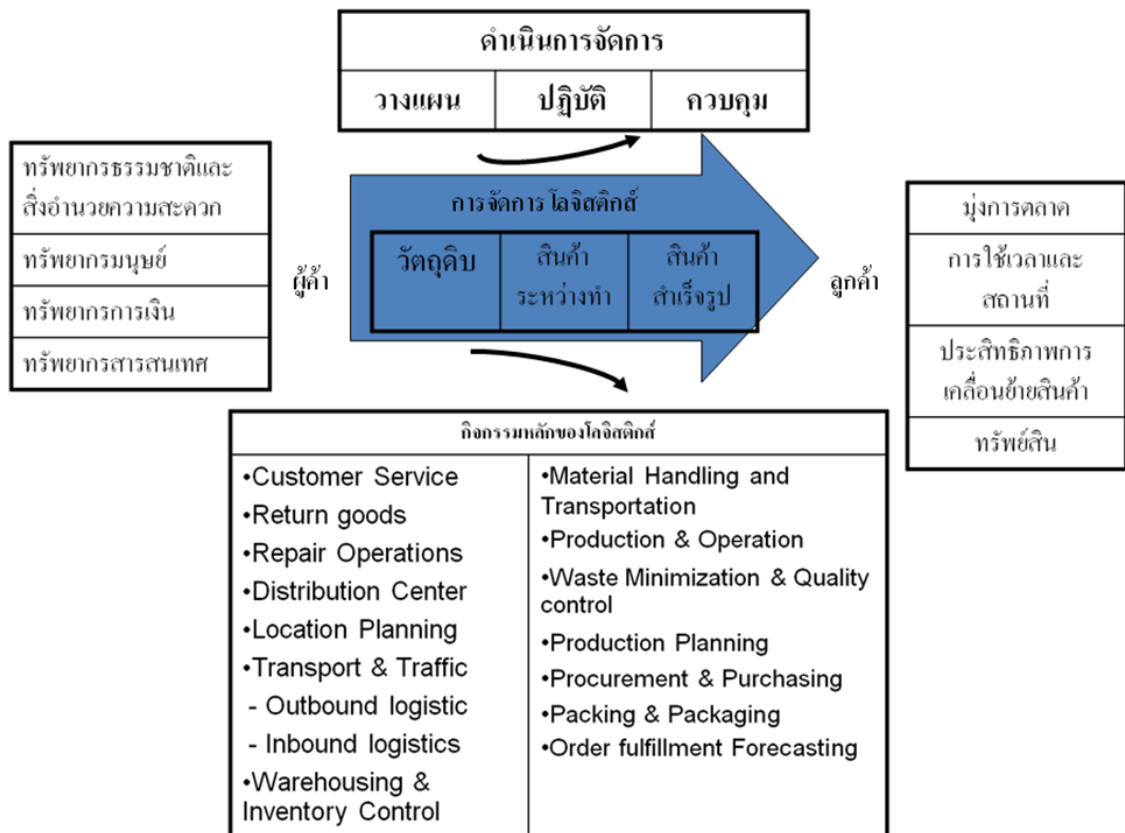 ดำเนินการจัดการ
วางแผน
ปฏิบัติ
ควบคุม
ทรัพยากรธรรมชาติและ
สิ่งอำนวยความสะดวก
ทรัพยากรมนุษย์
ทรัพยากรการเงิน
ทรัพยากรสารสนเทศ
ผู้ค้า
การจัดการโลจิสติกส์
วัตถุดิบ
สินค้า
ระหว่างทำ
สินค้า
สำเร็จรูป
ลูกค้า
มุ่งการตลาด
การใช้เวลาและ
สถานที่
ประสิทธิภาพการ
เคลื่อนย้ายสินค้า
ทรัพย์สิน
กิจกรรมหลักของโลจิสติกส์
•Customer Service
•Return goods
•Repair Operations
•Distribution Center
•Location Planning
•Transport & Traffic
- Outbound logistic
- Inbound logistics
•Warehousing &
Inventory Control
•Material Handling and
Transportation
•Production & Operation
•Waste Minimization & Quality
control
•Production Planning
•Procurement & Purchasing
•Packing & Packaging
•Order fulfillment Forecasting